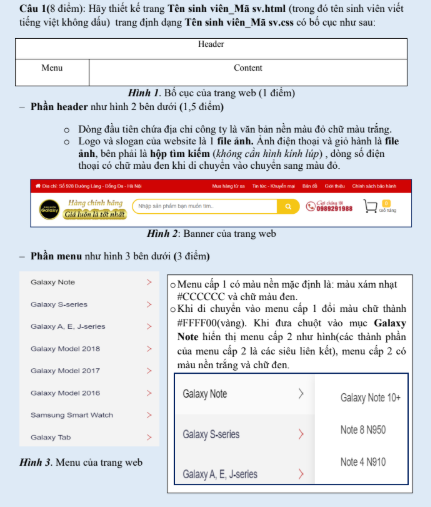 Câu 1(8 điểm): Hãy thiết kế trang Tên sinh viên_Mã sv.html (trong đó tên sinh viên viết
tiếng việt không dấu) trang định dạng Tên sinh viên_Mã sv.css có bố cục như sau:
Header
Menu Content
Hình 1. Bố cục của trang web (1 điểm)
– Phần header như hình 2 bên dưới (1,5 điểm)
o Dòng đầu tiên chứa địa chỉ công ty là văn bản nền màu đỏ chữ màu trắng.
o Logo và slogan của website là 1 file ảnh. Ảnh điện thoại và giỏ hành là file
ảnh, bên phải là hộp tìm kiếm (không cần hình kính lúp) , dòng số điện
thoại có chữ màu đen khi di chuyển vào chuyển sang màu đỏ.
Địa chỉ: Số 928 Đường Láng - Đống Đa - Hà Nội Mua hàng từ xa Tin tức - Khuyến mại Bản đồ Giới thiệu Chính sách bảo hành
Hàng chính hãng
Giá luôn là tốt nhất
Nhập sản phẩm bạn muốn tìm..
0989291988
Giỏ hàng
Hình 2: Banner của trang web
– Phần menu như hình 3 bên dưới (3 điểm)
Galaxy Note >
Galaxy S-series >
Galaxy A, E, J-series >
Galaxy Model 2018 >
Galaxy Model 2017 >
Galaxy Model 2016 >
Samsung Smart Watch >
Galaxy Tab >
Hình 3. Menu của trang web
o Menu cấp 1 có màu nền mặc định là: màu xám nhạt
#CCCCCC và chữ màu đen.
o Khi di chuyển vào menu cấp 1 đổi màu chữ thành
#FFFF00(vàng). Khi đưa chuột vào mục Galaxy
Note hiển thị menu cấp 2 như hình(các thành phần
của menu cấp 2 là các siêu liên kết), menu cấp 2 có
màu nền trắng và chữ đen.
Galaxy Note > Galaxy Note 10+
Galaxy S-series > Note 8 N950
Galaxy A, E, J-series > Note 4 N910